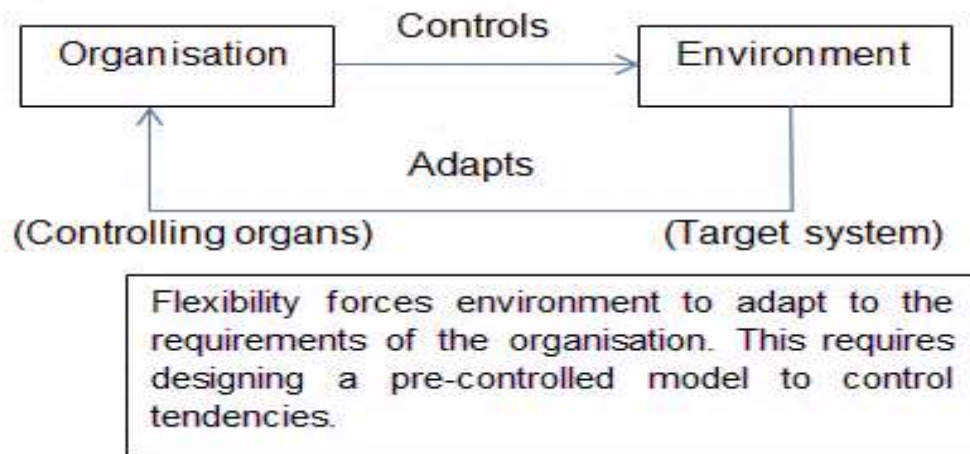 Controls
Organisation Environment
Adapts
(Controlling organs) (Target system)
Flexibility forces environment to adapt to the
requirements of the organisation. This requires
designing a pre-controlled model to control
tendencies.